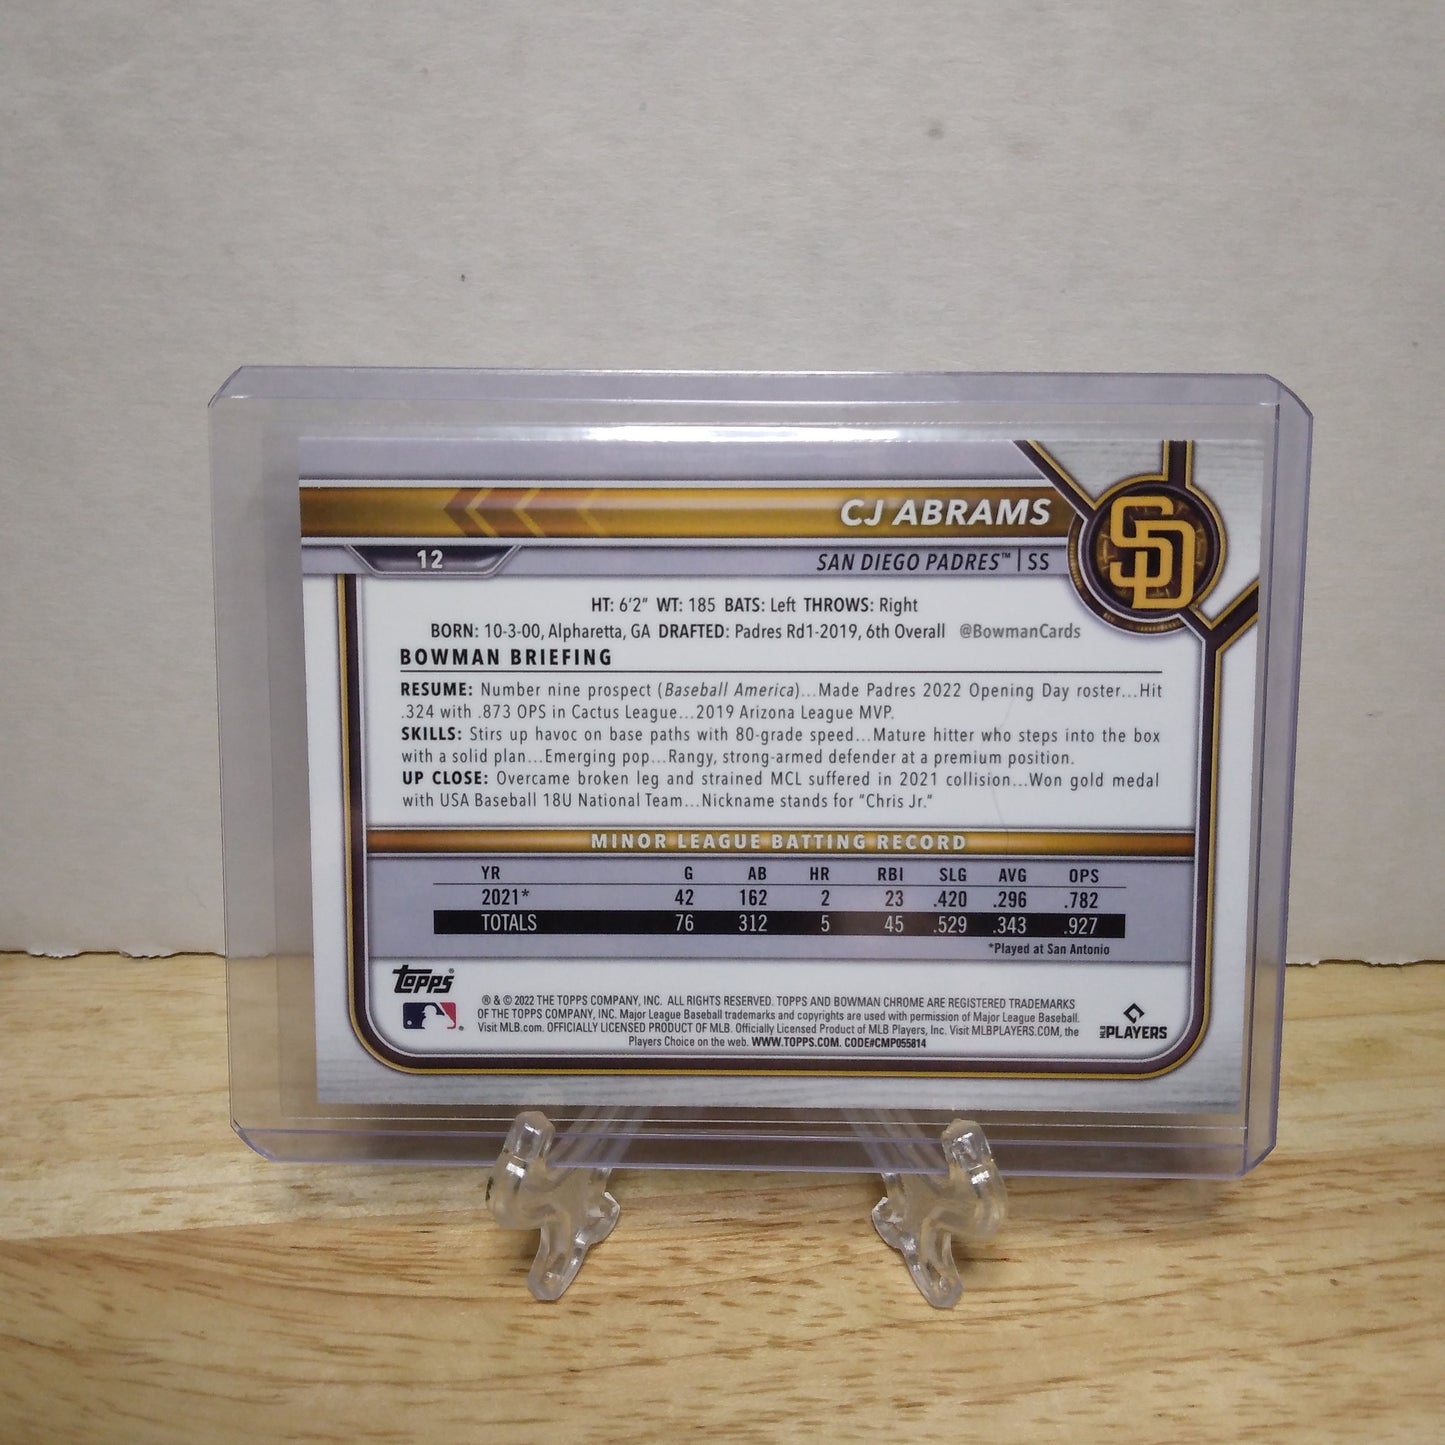 CJ ABRAMS
12
SAN DIEGO PADRES™ | SS
SD
HT: 6'2" WT: 185 BATS: Left THROWS: Right
BORN: 10-3-00, Alpharetta, GA DRAFTED: Padres Rd1-2019, 6th Overall @BowmanCards
BOWMAN BRIEFING
RESUME: Number nine prospect (Baseball America)...Made Padres 2022 Opening Day roster...Hit
.324 with .873 OPS in Cactus League...2019 Arizona League MVP.
SKILLS: Stirs up havoc on base paths with 80-grade speed...Mature hitter who steps into the box
with a solid plan...Emerging pop...Rangy, strong-armed defender at a premium position.
UP CLOSE: Overcame broken leg and strained MCL suffered in 2021 collision...Won gold medal
with USA Baseball 18U National Team...Nickname stands for "Chris Jr."
MINOR LEAGUE BATTING RECORD
YR G AB HR RBI SLG AVG OPS
2021* 42 162 2 23 .420 .296 .782
TOTALS 76 312 5 45 .529 .343 .927
*Played at San Antonio
Topps®
® & © 2022 THE TOPPS COMPANY, INC. ALL RIGHTS RESERVED. TOPPS AND BOWMAN CHROME ARE REGISTERED TRADEMARKS
OF THE TOPPS COMPANY, INC. Major League Baseball trademarks and copyrights are used with permission of Major League Baseball.
Visit MLB.com. OFFICIALLY LICENSED PRODUCT OF MLB. Officially Licensed Product of MLB Players, Inc. Visit MLBPLAYERS.COM, the
Players Choice on the web. WWW.TOPPS.COM. CODE#CMP055814
MLB PLAYERS